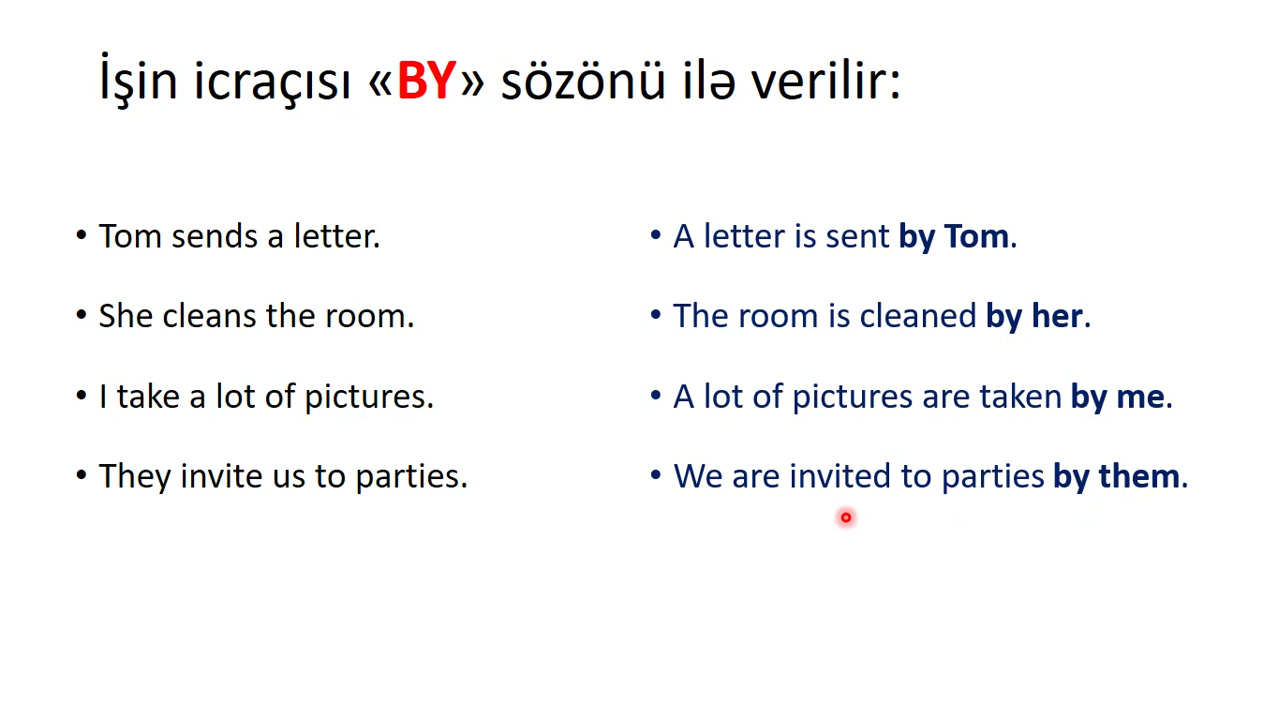 İşin icraçısı «BY» sözönü ilə verilir:
• Tom sends a letter.
• She cleans the room.
• I take a lot of pictures.
• They invite us to parties.
• A letter is sent by Tom.
• The room is cleaned by her.
• A lot of pictures are taken by me.
• We are invited to parties by them.